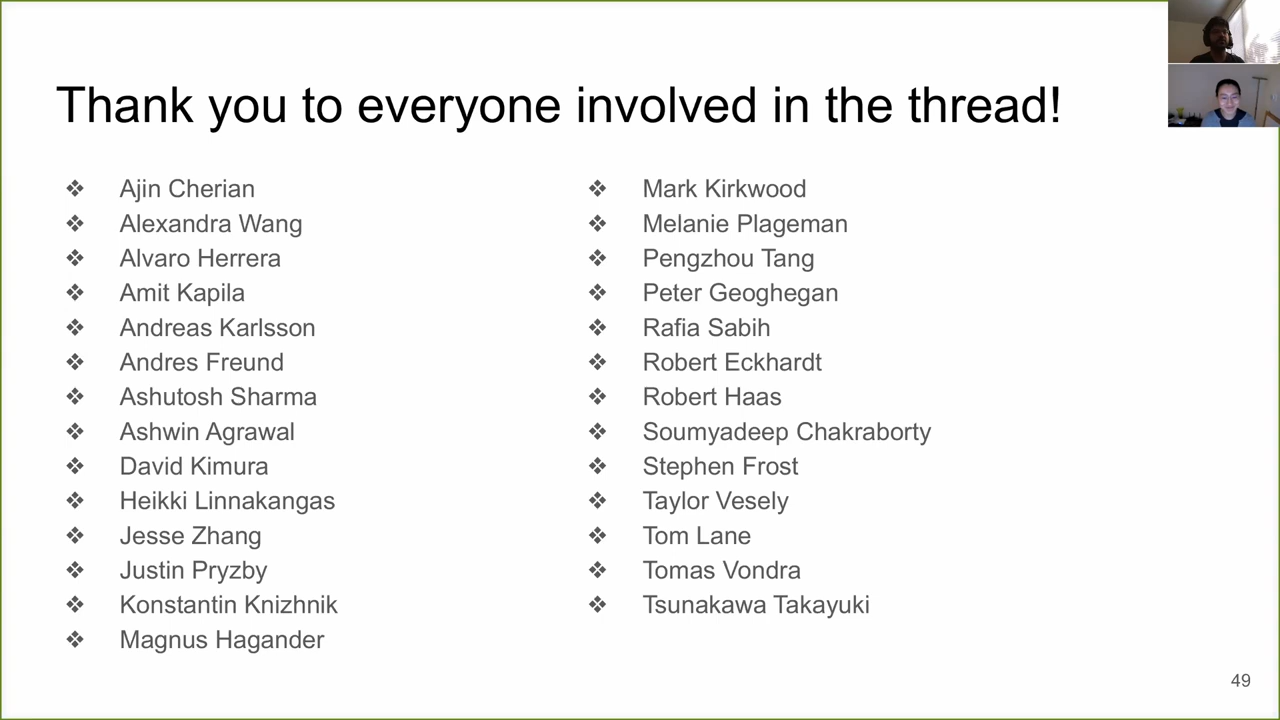 Thank you to everyone involved in the thread!
❖ Ajin Cherian
❖ Alexandra Wang
❖ Alvaro Herrera
❖ Amit Kapila
❖ Andreas Karlsson
❖ Andres Freund
❖ Ashutosh Sharma
❖ Ashwin Agrawal
❖ David Kimura
❖ Heikki Linnakangas
❖ Jesse Zhang
❖ Justin Pryzby
❖ Konstantin Knizhnik
❖ Magnus Hagander
❖ Mark Kirkwood
❖ Melanie Plageman
❖ Pengzhou Tang
❖ Peter Geoghegan
❖ Rafia Sabih
❖ Robert Eckhardt
❖ Robert Haas
❖ Soumyadeep Chakraborty
❖ Stephen Frost
❖ Taylor Vesely
❖ Tom Lane
❖ Tomas Vondra
❖ Tsunakawa Takayuki
49